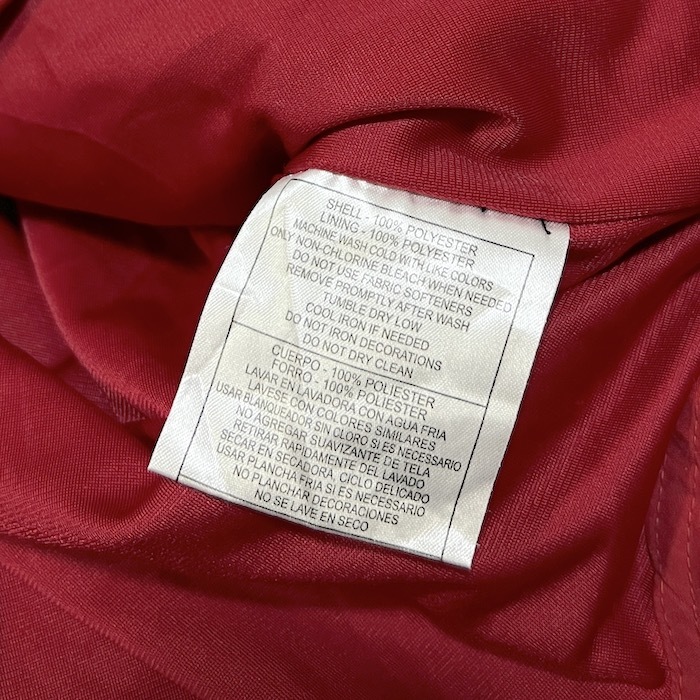 SHELL - 100% POLYESTER
LINING - 100% POLYESTER
MACHINE WASH COLD WITH LIKE COLORS
ONLY NON-CHLORINE BLEACH WHEN NEEDED
DO NOT USE FABRIC SOFTENERS
REMOVE PROMPTLY AFTER WASH
TUMBLE DRY LOW
COOL IRON IF NEEDED
DO NOT IRON DECORATIONS
DO NOT DRY CLEAN
CUERPO - 100% POLIESTER
FORRO - 100% POLIESTER
LAVAR EN LAVADORA CON AGUA FRIA
LAVESE CON COLORES SIMILARES
USAR BLANQUEADOR SIN CLORO SI ES NECESARIO
NO AGREGAR SUAVIZANTE DE TELA
RETIRAR RAPIDAMENTE DEL LAVADO
SECAR EN SECADORA, CICLO DELICADO
USAR PLANCHA FRIA SI ES NECESARIO
NO PLANCHAR DECORACIONES
NO SE LAVE EN SECO